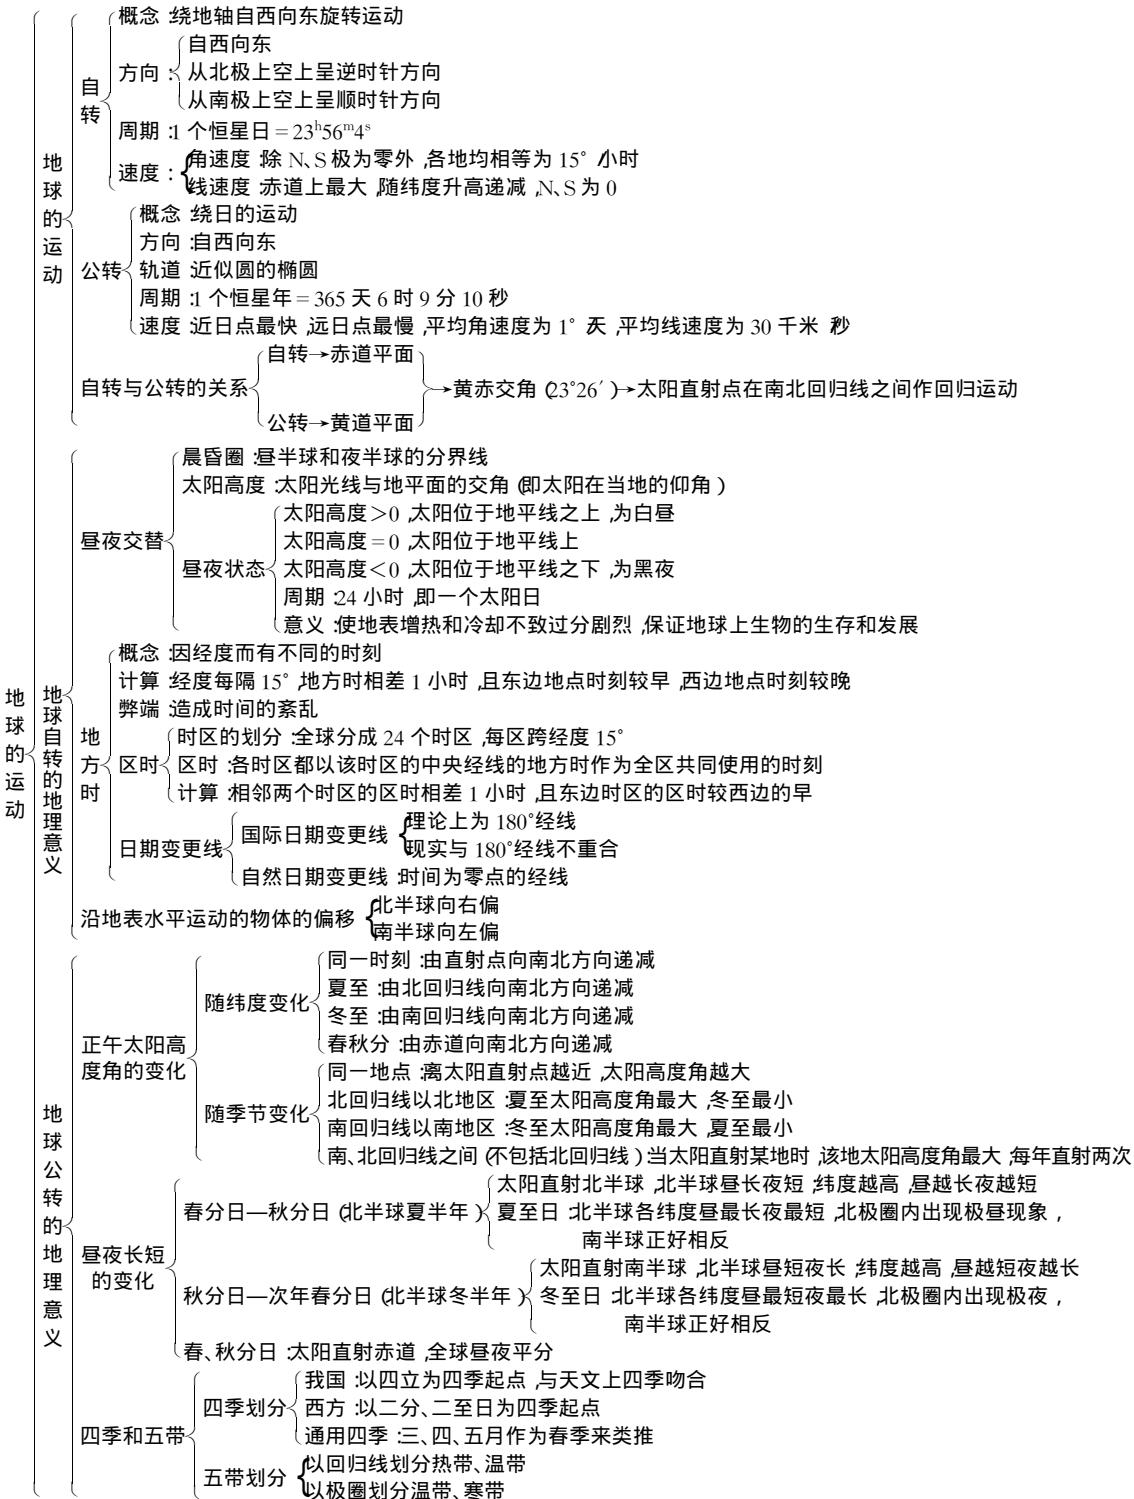 概念:绕地轴自西向东旋转运动
自西向东
方向:
从北极上空上呈逆时针方向
从南极上空上呈顺时针方向
自转
周期:1 个恒星日=23h56m4s
角速度:除 N、S 极为零外,各地均相等为 15°/小时
速度:
线速度:赤道上最大,随纬度升高递减,N、S 为 0
地球的运动
概念:绕日的运动
方向:自西向东
公转
轨道:近似圆的椭圆
周期:1 个恒星年=365 天 6 时 9 分 10 秒
速度:近日点最快,远日点最慢,平均角速度为 1°/天,平均线速度为 30 千米/秒
自转→赤道平面
自转与公转的关系
→黄赤交角(23°26′)→太阳直射点在南北回归线之间作回归运动
公转→黄道平面
晨昏圈:昼半球和夜半球的分界线
太阳高度:太阳光线与地平面的交角(即太阳在当地的仰角)
太阳高度>0,太阳位于地平线之上,为白昼
昼夜交替
太阳高度=0,太阳位于地平线上
昼夜状态
太阳高度<0,太阳位于地平线之下,为黑夜
周期:24 小时,即一个太阳日
意义:使地表增热和冷却不致过分剧烈,保证地球上生物的生存和发展
概念:因经度而有不同的时刻
计算:经度每隔 15°,地方时相差 1 小时,且东边地点时刻较早,西边地点时刻较晚
弊端:造成时间的紊乱
地球的运动
地球自转的地理意义
地方时
时区的划分:全球分成 24 个时区,每区跨经度 15°
区时
区时:各时区都以该时区的中央经线的地方时作为全区共同使用的时刻
计算:相邻两个时区的区时相差 1 小时,且东边时区的区时较西边的早
理论上为 180°经线
国际日期变更线
日期变更线
现实与 180°经线不重合
自然日期变更线:时间为零点的经线
北半球向右偏
沿地表水平运动的物体的偏移
南半球向左偏
同一时刻:由直射点向南北方向递减
夏至:由北回归线向南北方向递减
随纬度变化
冬至:由南回归线向南北方向递减
春秋分:由赤道向南北方向递减
正午太阳高
度角的变化
同一地点:离太阳直射点越近,太阳高度角越大
北回归线以北地区:夏至太阳高度角最大,冬至最小
随季节变化
南回归线以南地区:冬至太阳高度角最大,夏至最小
南、北回归线之间(不包括北回归线)当太阳直射某地时,该地太阳高度角最大,每年直射两次
地球公转的地理意义
太阳直射北半球,北半球昼长夜短,纬度越高,昼越长夜越短
春分日—秋分日(北半球夏半年)
夏至日:北半球各纬度昼最长夜最短,北极圈内出现极昼现象,
南半球正好相反
昼夜长短
的变化
太阳直射南半球,北半球昼短夜长,纬度越高,昼越短夜越长
秋分日—次年春分日(北半球冬半年)
冬至日:北半球各纬度昼最短夜最长,北极圈内出现极夜,
南半球正好相反
春、秋分日:太阳直射赤道,全球昼夜平分
我国:以四立为四季起点,与天文上四季吻合
四季划分
西方:以二分、二至日为四季起点
四季和五带
通用四季:三、四、五月作为春季来类推
以回归线划分热带、温带
五带划分
以极圈划分温带、寒带